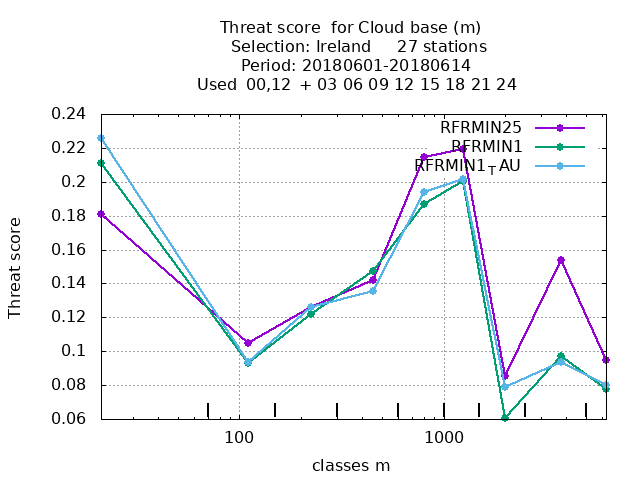 Threat score  for Cloud base (m)
Selection: Ireland     27 stations
Period: 20180601-20180614
Used  00,12  + 03 06 09 12 15 18 21 24
RFRMIN25
RFRMIN1
RFRMIN1TAU
0.24
0.22
0.2
0.18
0.16
0.14
0.12
0.1
0.08
0.06
Threat score
100
1000
classes m